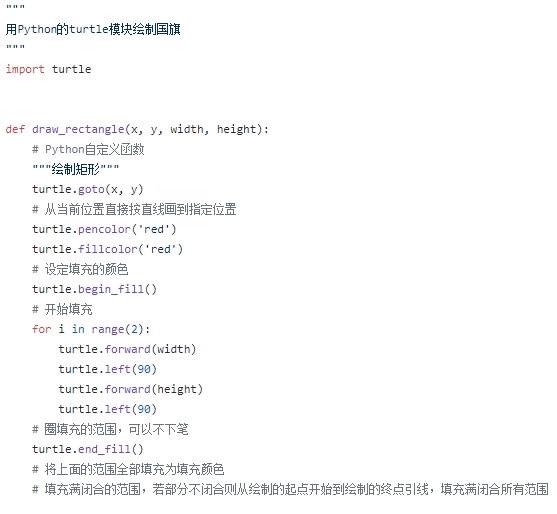 """
用Python的turtle模块绘制国旗
"""
import turtle
def draw_rectangle(x, y, width, height):
    # Python自定义函数
    """绘制矩形"""
    turtle.goto(x, y)
    # 从当前位置直接按直线画到指定位置
    turtle.pencolor('red')
    turtle.fillcolor('red')
    # 设定填充的颜色
    turtle.begin_fill()
    # 开始填充
    for i in range(2):
        turtle.forward(width)
        turtle.left(90)
        turtle.forward(height)
        turtle.left(90)
    # 圈填充的范围，可以不下笔
    turtle.end_fill()
    # 将上面的范围全部填充为填充颜色
    # 填充满闭合的范围，若部分不闭合则从绘制的起点开始到绘制的终点引线，填充满闭合所有范围